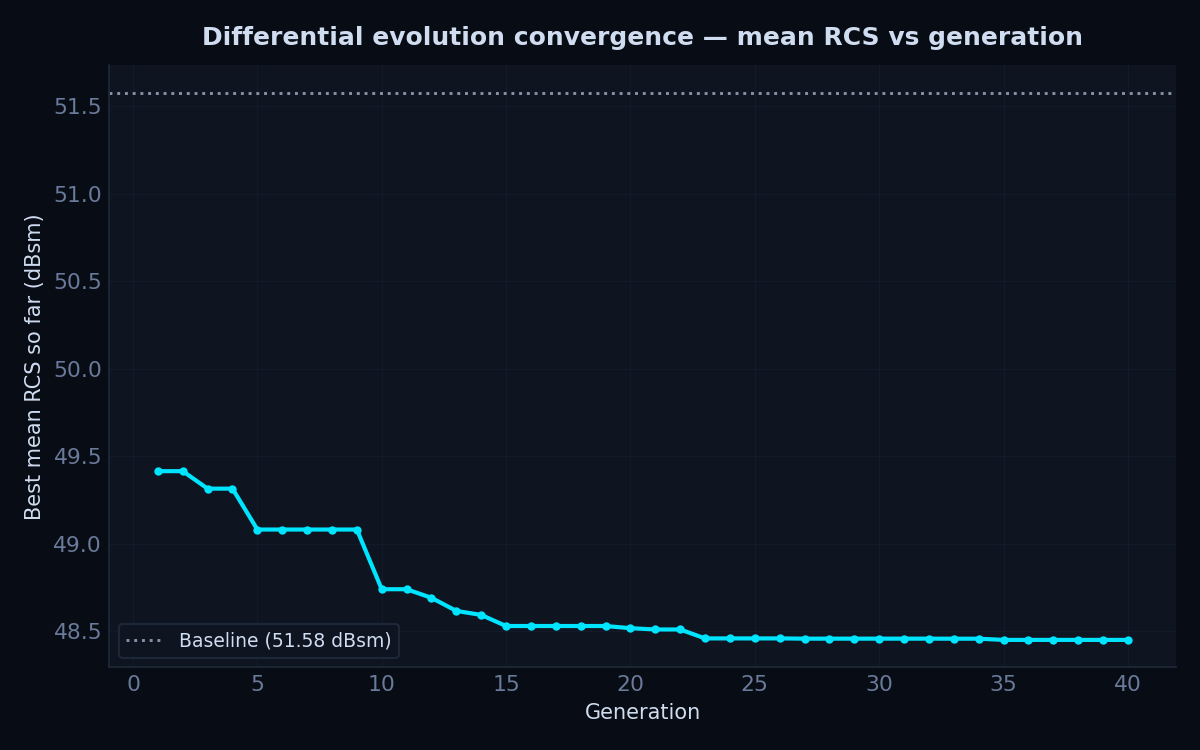 Differential evolution convergence — mean RCS vs generation
Best mean RCS so far (dBsm)
51.5
51.0
50.5
50.0
49.5
49.0
48.5
Baseline (51.58 dBsm)
0 5 10 15 20 25 30 35 40
Generation